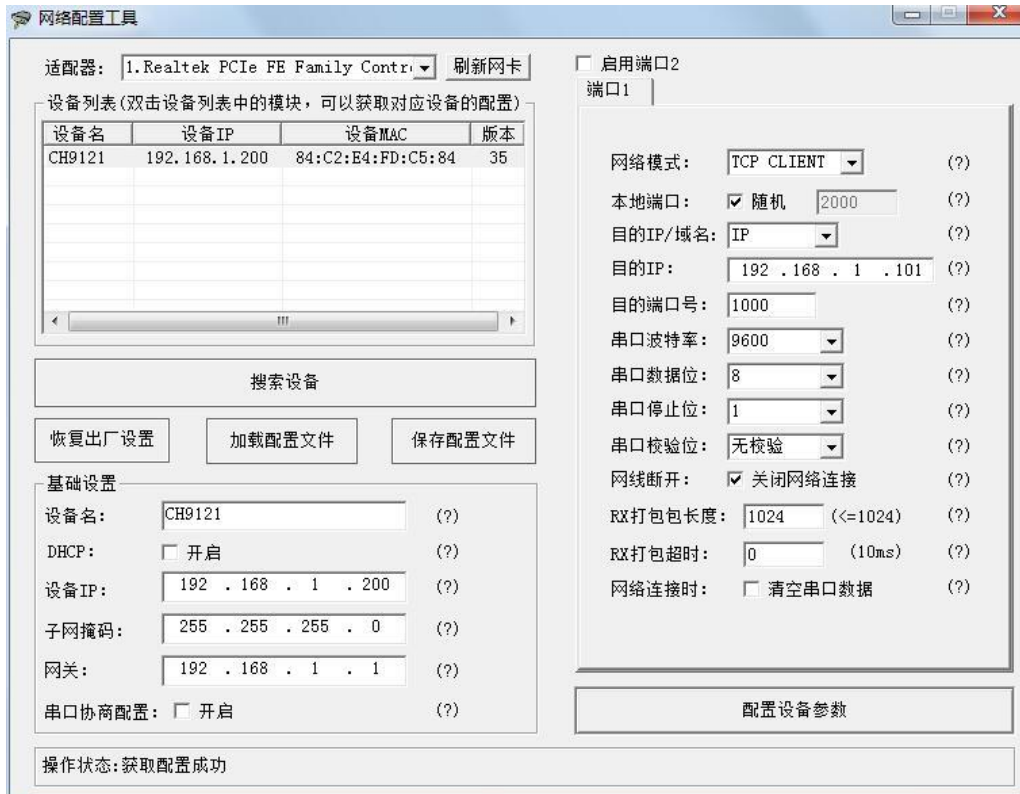 网络配置工具
适配器: 1.Realtek PCIe FE Family Contr 刷新网卡
设备列表(双击设备列表中的模块，可以获取对应设备的配置)
设备名 设备IP 设备MAC 版本
CH9121 192.168.1.200 84:C2:E4:FD:C5:84 35
搜索设备
恢复出厂设置 加载配置文件 保存配置文件
基础设置
设备名: CH9121 (?)
DHCP: 开启 (?)
设备IP: 192 . 168 . 1 . 200 (?)
子网掩码: 255 . 255 . 255 . 0 (?)
网关: 192 . 168 . 1 . 1 (?)
串口协商配置: 开启 (?)
启用端口2
端口1
网络模式: TCP CLIENT (?)
本地端口: 随机 2000 (?)
目的IP/域名: IP (?)
目的IP: 192 . 168 . 1 . 101 (?)
目的端口号: 1000 (?)
串口波特率: 9600 (?)
串口数据位: 8 (?)
串口停止位: 1 (?)
串口校验位: 无校验 (?)
网线断开: 关闭网络连接 (?)
RX打包包长度: 1024 (<=1024) (?)
RX打包超时: 0 (10ms) (?)
网络连接时: 清空串口数据 (?)
配置设备参数
操作状态:获取配置成功